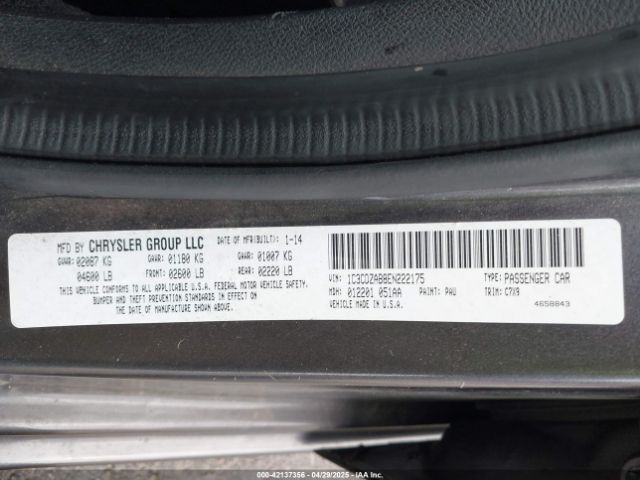 MFD BY CHRYSLER GROUP LLC DATE OF MFR(BUILT): 1-14
GVWR: 02087 KG GAWR: 01180 KG GAWR: 01007 KG
04600 LB FRONT: 02600 LB REAR: 02220 LB
THIS VEHICLE CONFORMS TO ALL APPLICABLE U.S.A. FEDERAL MOTOR VEHICLE SAFETY,
BUMPER AND THEFT PREVENTION STANDARDS IN EFFECT ON
THE DATE OF MANUFACTURE SHOWN ABOVE.
VIN: 1C3CDZAB8EN222175 TYPE: PASSENGER CAR
MDH: 012201 051AA PAINT: PAU TRIM: C7X9
VEHICLE MADE IN U.S.A. 4658843
000-42137356 04/29/2025 IAAI.com